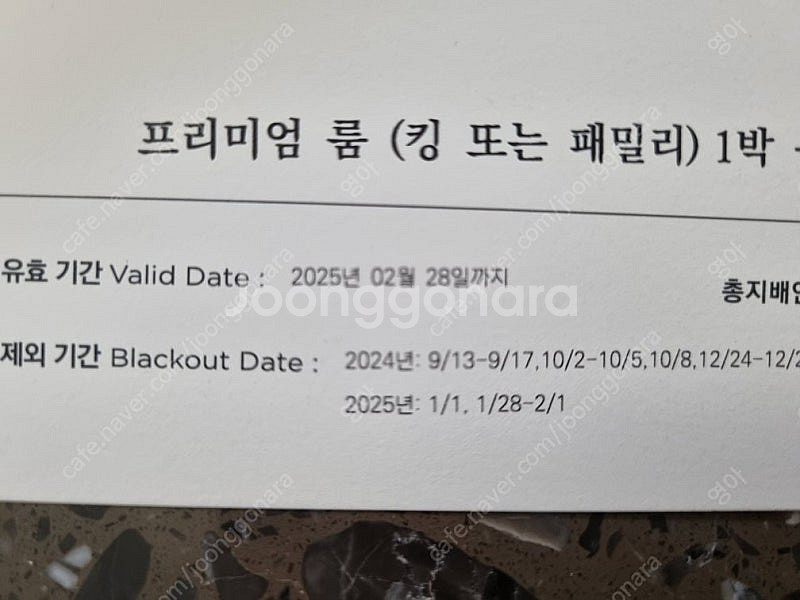 프리미엄 룸 (킹 또는 패밀리) 1박
유효 기간 Valid Date : 2025년 02월 28일까지
총지배인
제외 기간 Blackout Date : 2024년: 9/13-9/17,10/2-10/5,10/8,12/24-12/2
2025년: 1/1, 1/28-2/1
joonggonara
cafe.naver.com/joonggonara
영아